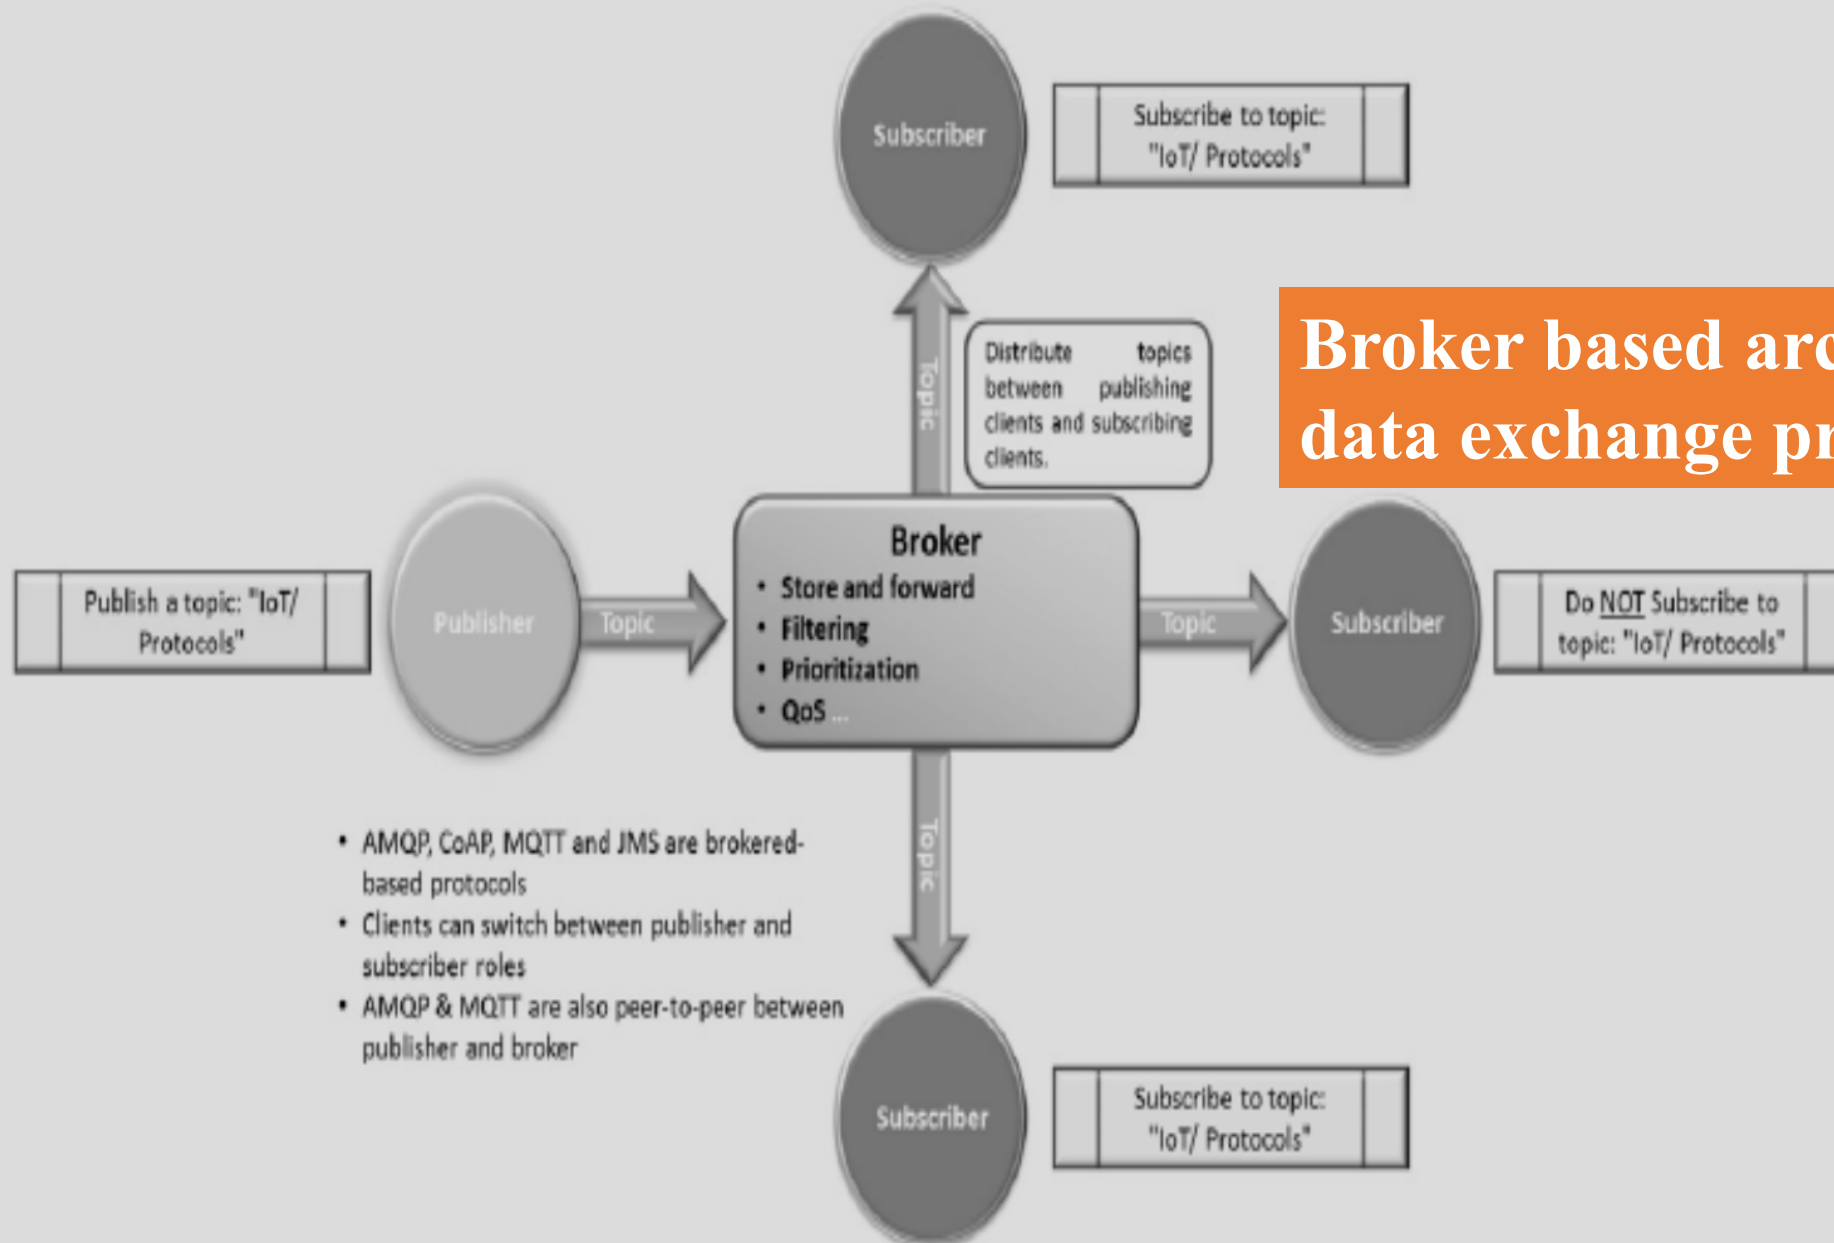 Subscriber
Subscribe to topic:
"IoT/ Protocols"
Topic
Distribute topics
between publishing
clients and subscribing
clients.
Broker based
data exchange
Publish a topic: "IoT/
Protocols"
Publisher
Topic
Broker
• Store and forward
• Filtering
• Prioritization
• QoS ...
Topic
Subscriber
Do NOT Subscribe to
topic: "IoT/ Protocols"
Topic
• AMQP, CoAP, MQTT and JMS are brokered-
based protocols
• Clients can switch between publisher and
subscriber roles
• AMQP & MQTT are also peer-to-peer between
publisher and broker
Subscriber
Subscribe to topic:
"IoT/ Protocols"